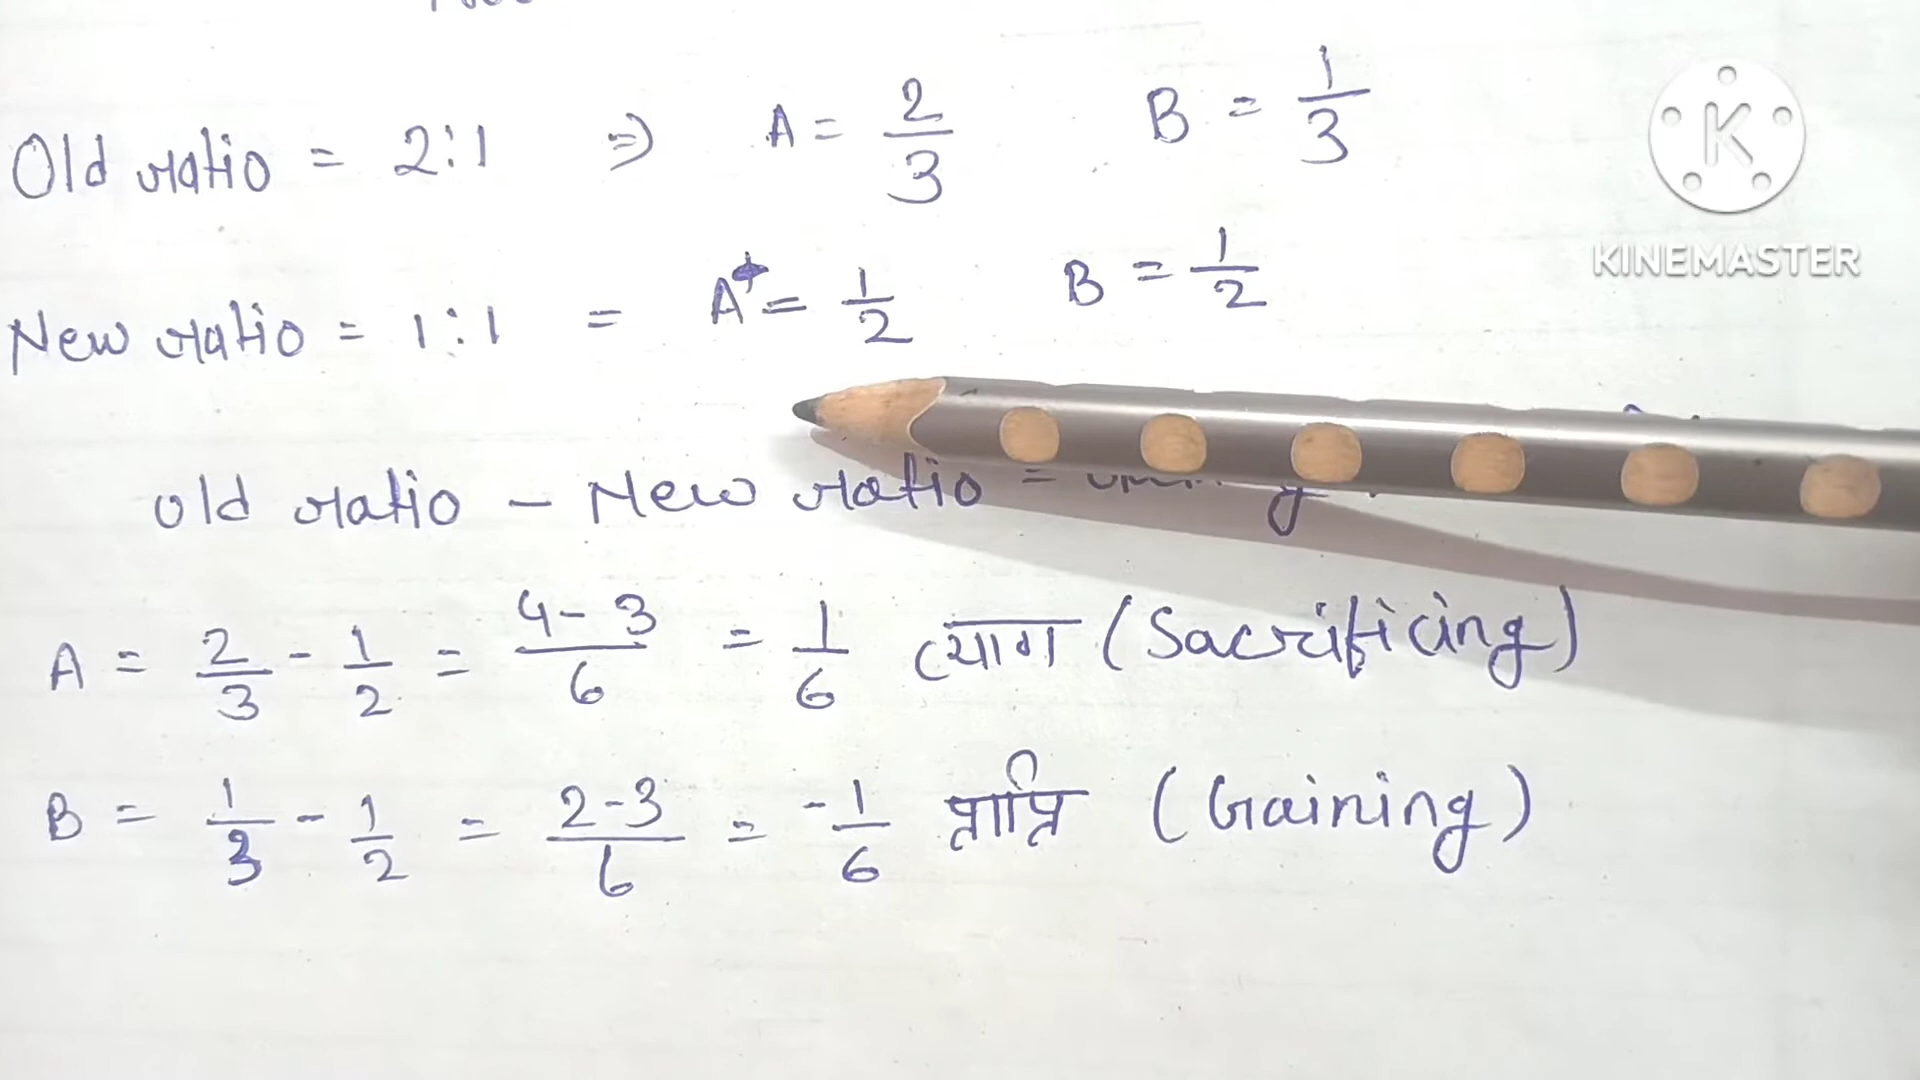 Old ratio = 2:1 ⇒ A = 2/3 B = 1/3
New ratio = 1:1 = A = 1/2 B = 1/2
K
KINEMASTER
old ratio - New ratio =
A = 2/3 - 1/2 = 4-3/6 = 1/6 त्याग (Sacrificing)
B = 1/3 - 1/2 = 2-3/6 = -1/6 प्राप्ति (Gaining)